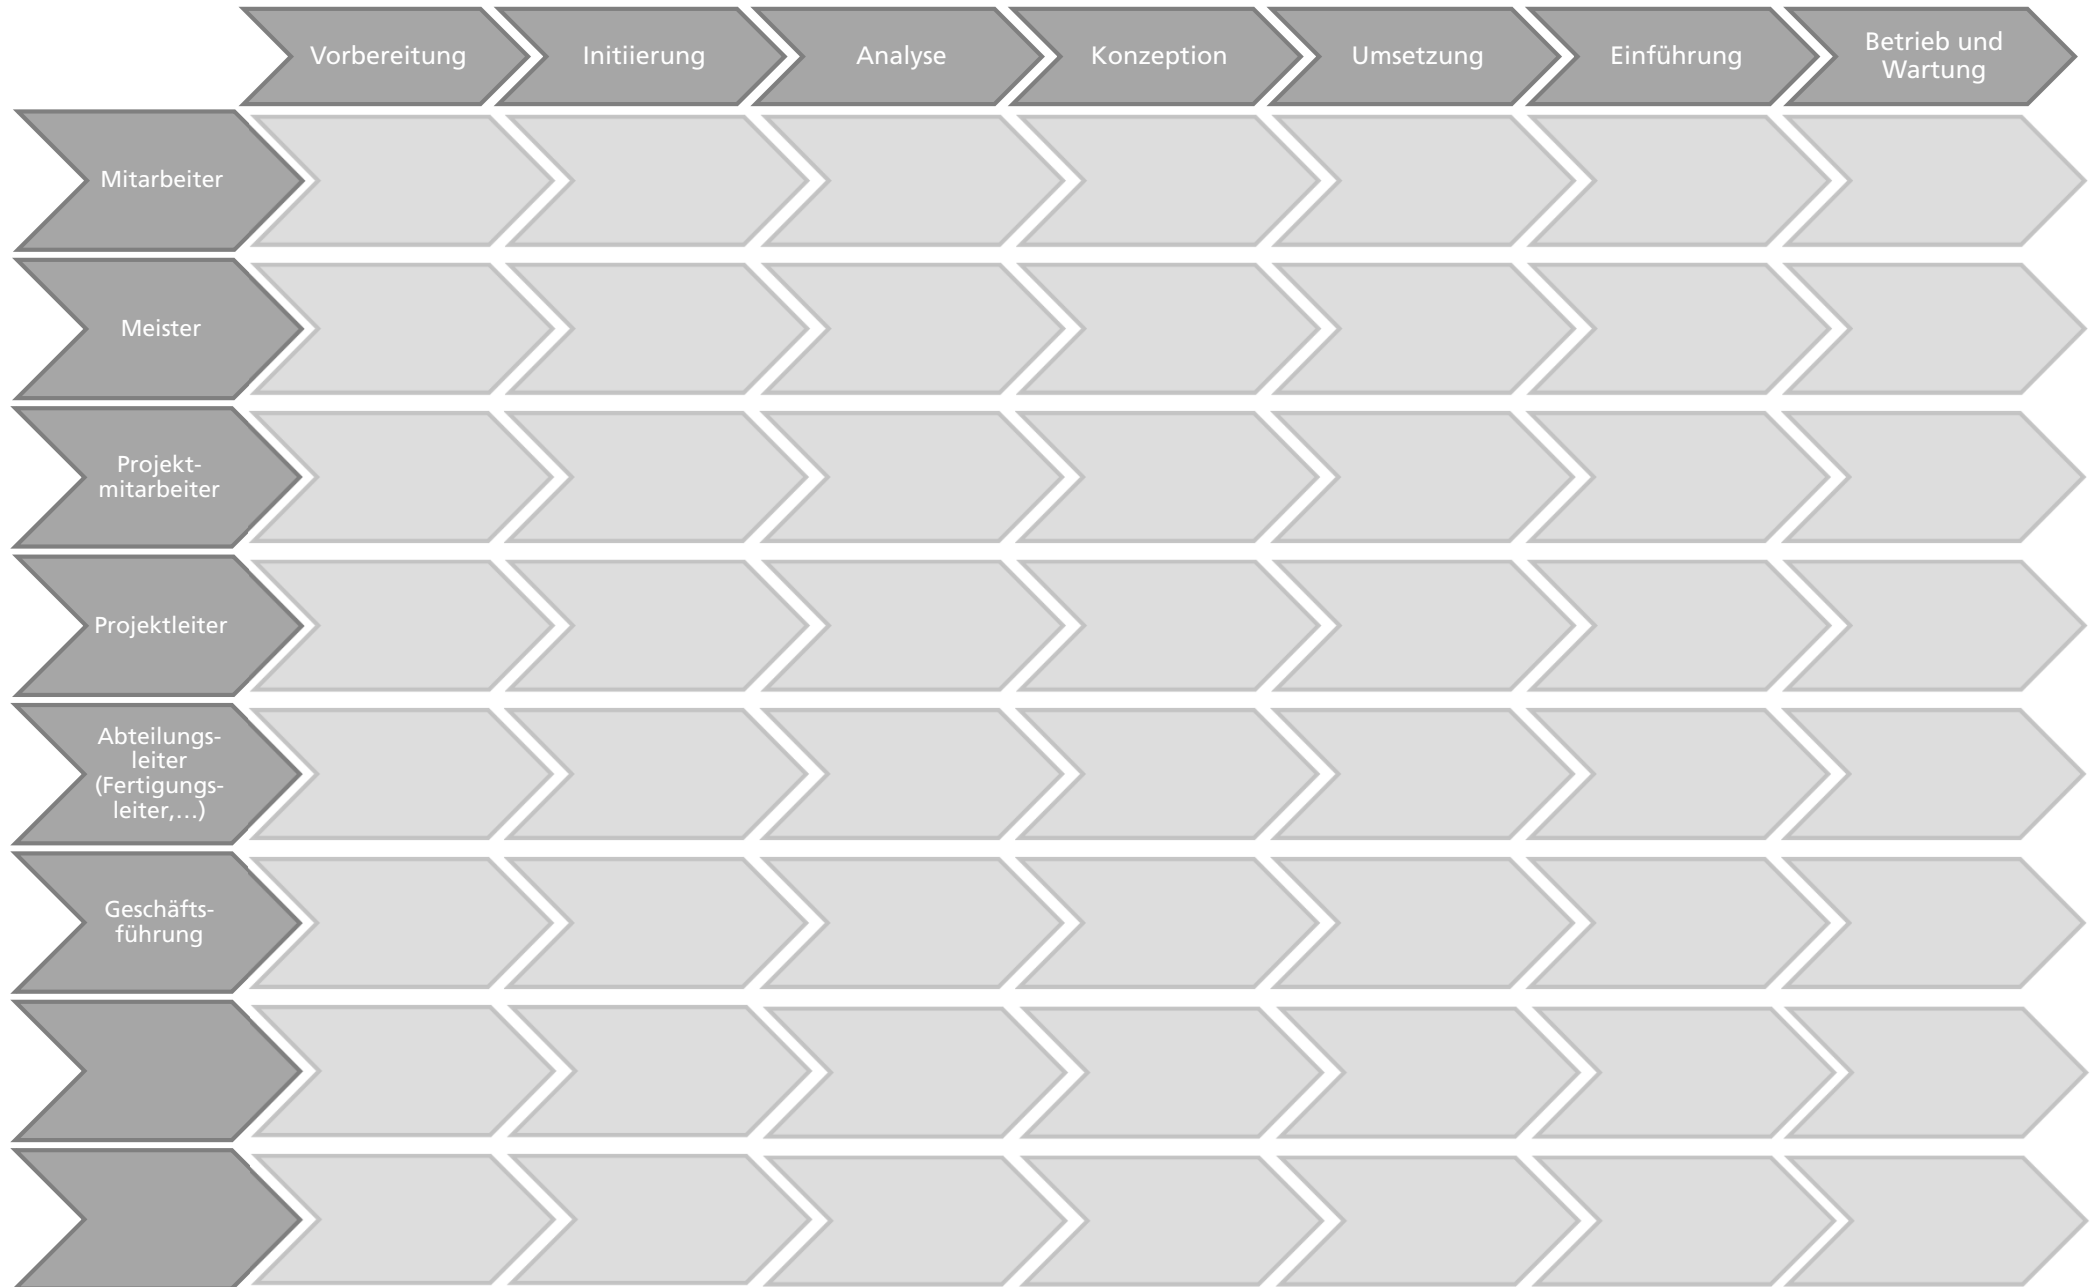 Vorbereitung
Initiierung
Analyse
Konzeption
Umsetzung
Einführung
Betrieb und
Wartung
Mitarbeiter
Meister
Projekt-
mitarbeiter
Projektleiter
Abteilungs-
leiter
(Fertigungs-
leiter,...)
Geschäfts-
führung